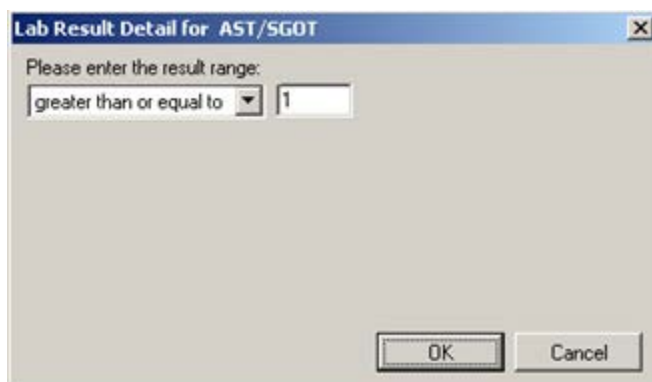 Lab Result Detail for AST/SGOT
Please enter the result range:
greater than or equal to 1
OK Cancel